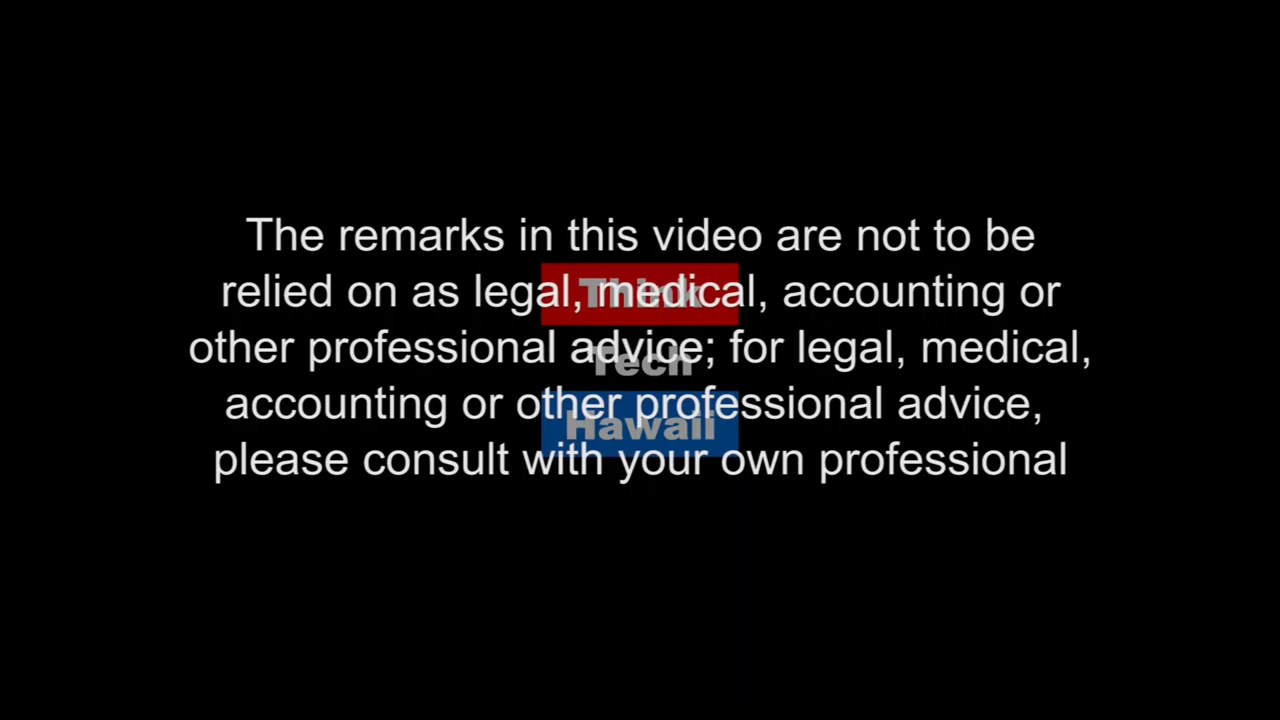 The remarks in this video are not to be
relied on as legal, medical, accounting or
other professional advice; for legal, medical,
accounting or other professional advice,
please consult with your own professional
Think
Tech
Hawaii